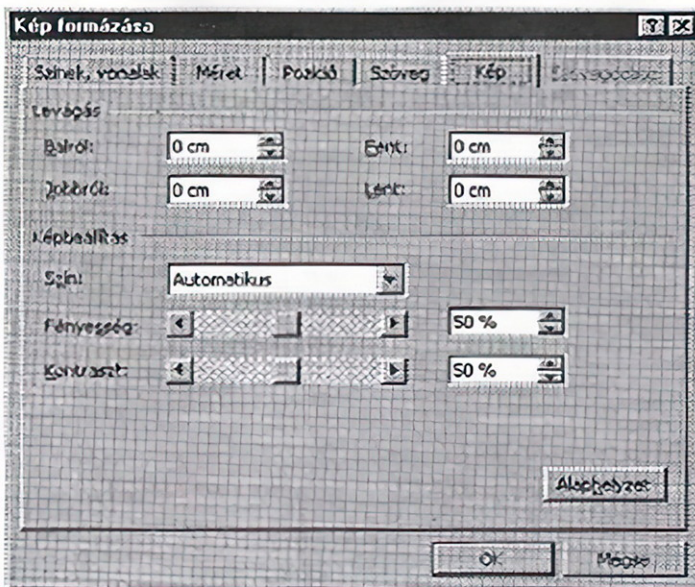 Kép formázása
Színek, vonalak Méret Pozíció Szöveg Kép Szövegdoboz
Levágás
Balról: 0 cm Fent: 0 cm
Jobbról: 0 cm Lent: 0 cm
Képbeállítás
Szín: Automatikus
Fényesség: 50 %
Kontraszt: 50 %
Alaphelyzet
OK Mégse